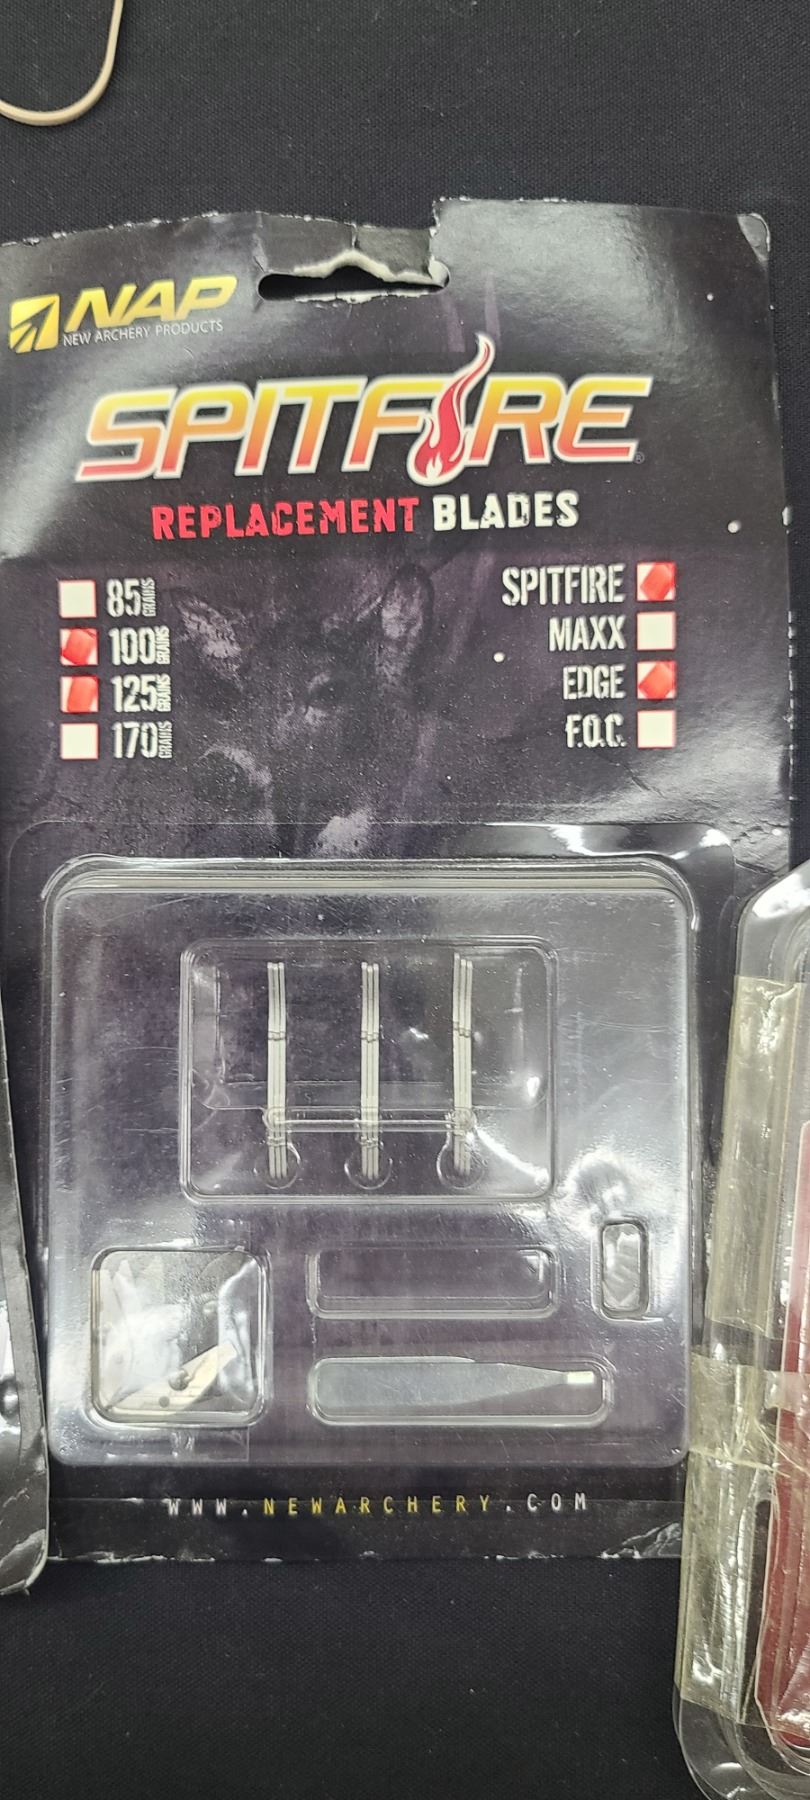 NAP
NEW ARCHERY PRODUCTS
SPITFIRE®
REPLACEMENT BLADES
85 GRAINS
100 GRAINS
125 GRAINS
170 GRAINS
SPITFIRE
MAXX
EDGE
F.O.C.
WWW.NEWARCHERY.COM